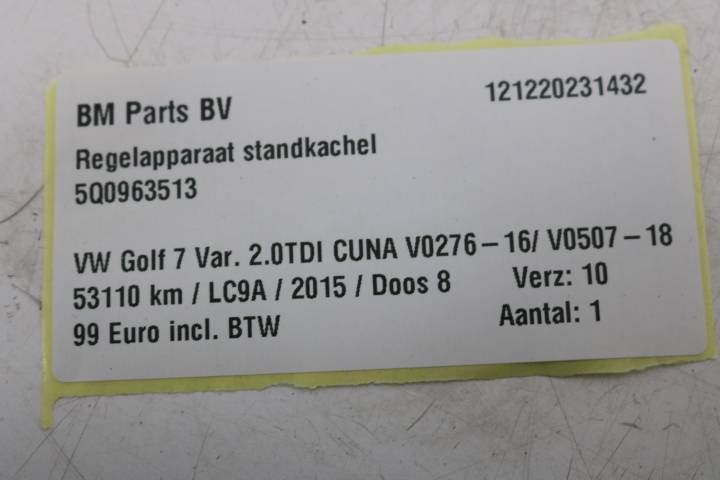 BM Parts BV 121220231432
Regelapparaat standkachel
5Q0963513
VW Golf 7 Var. 2.0TDI CUNA V0276-16/ V0507-18
53110 km / LC9A / 2015 / Doos 8 Verz: 10
99 Euro incl. BTW Aantal: 1